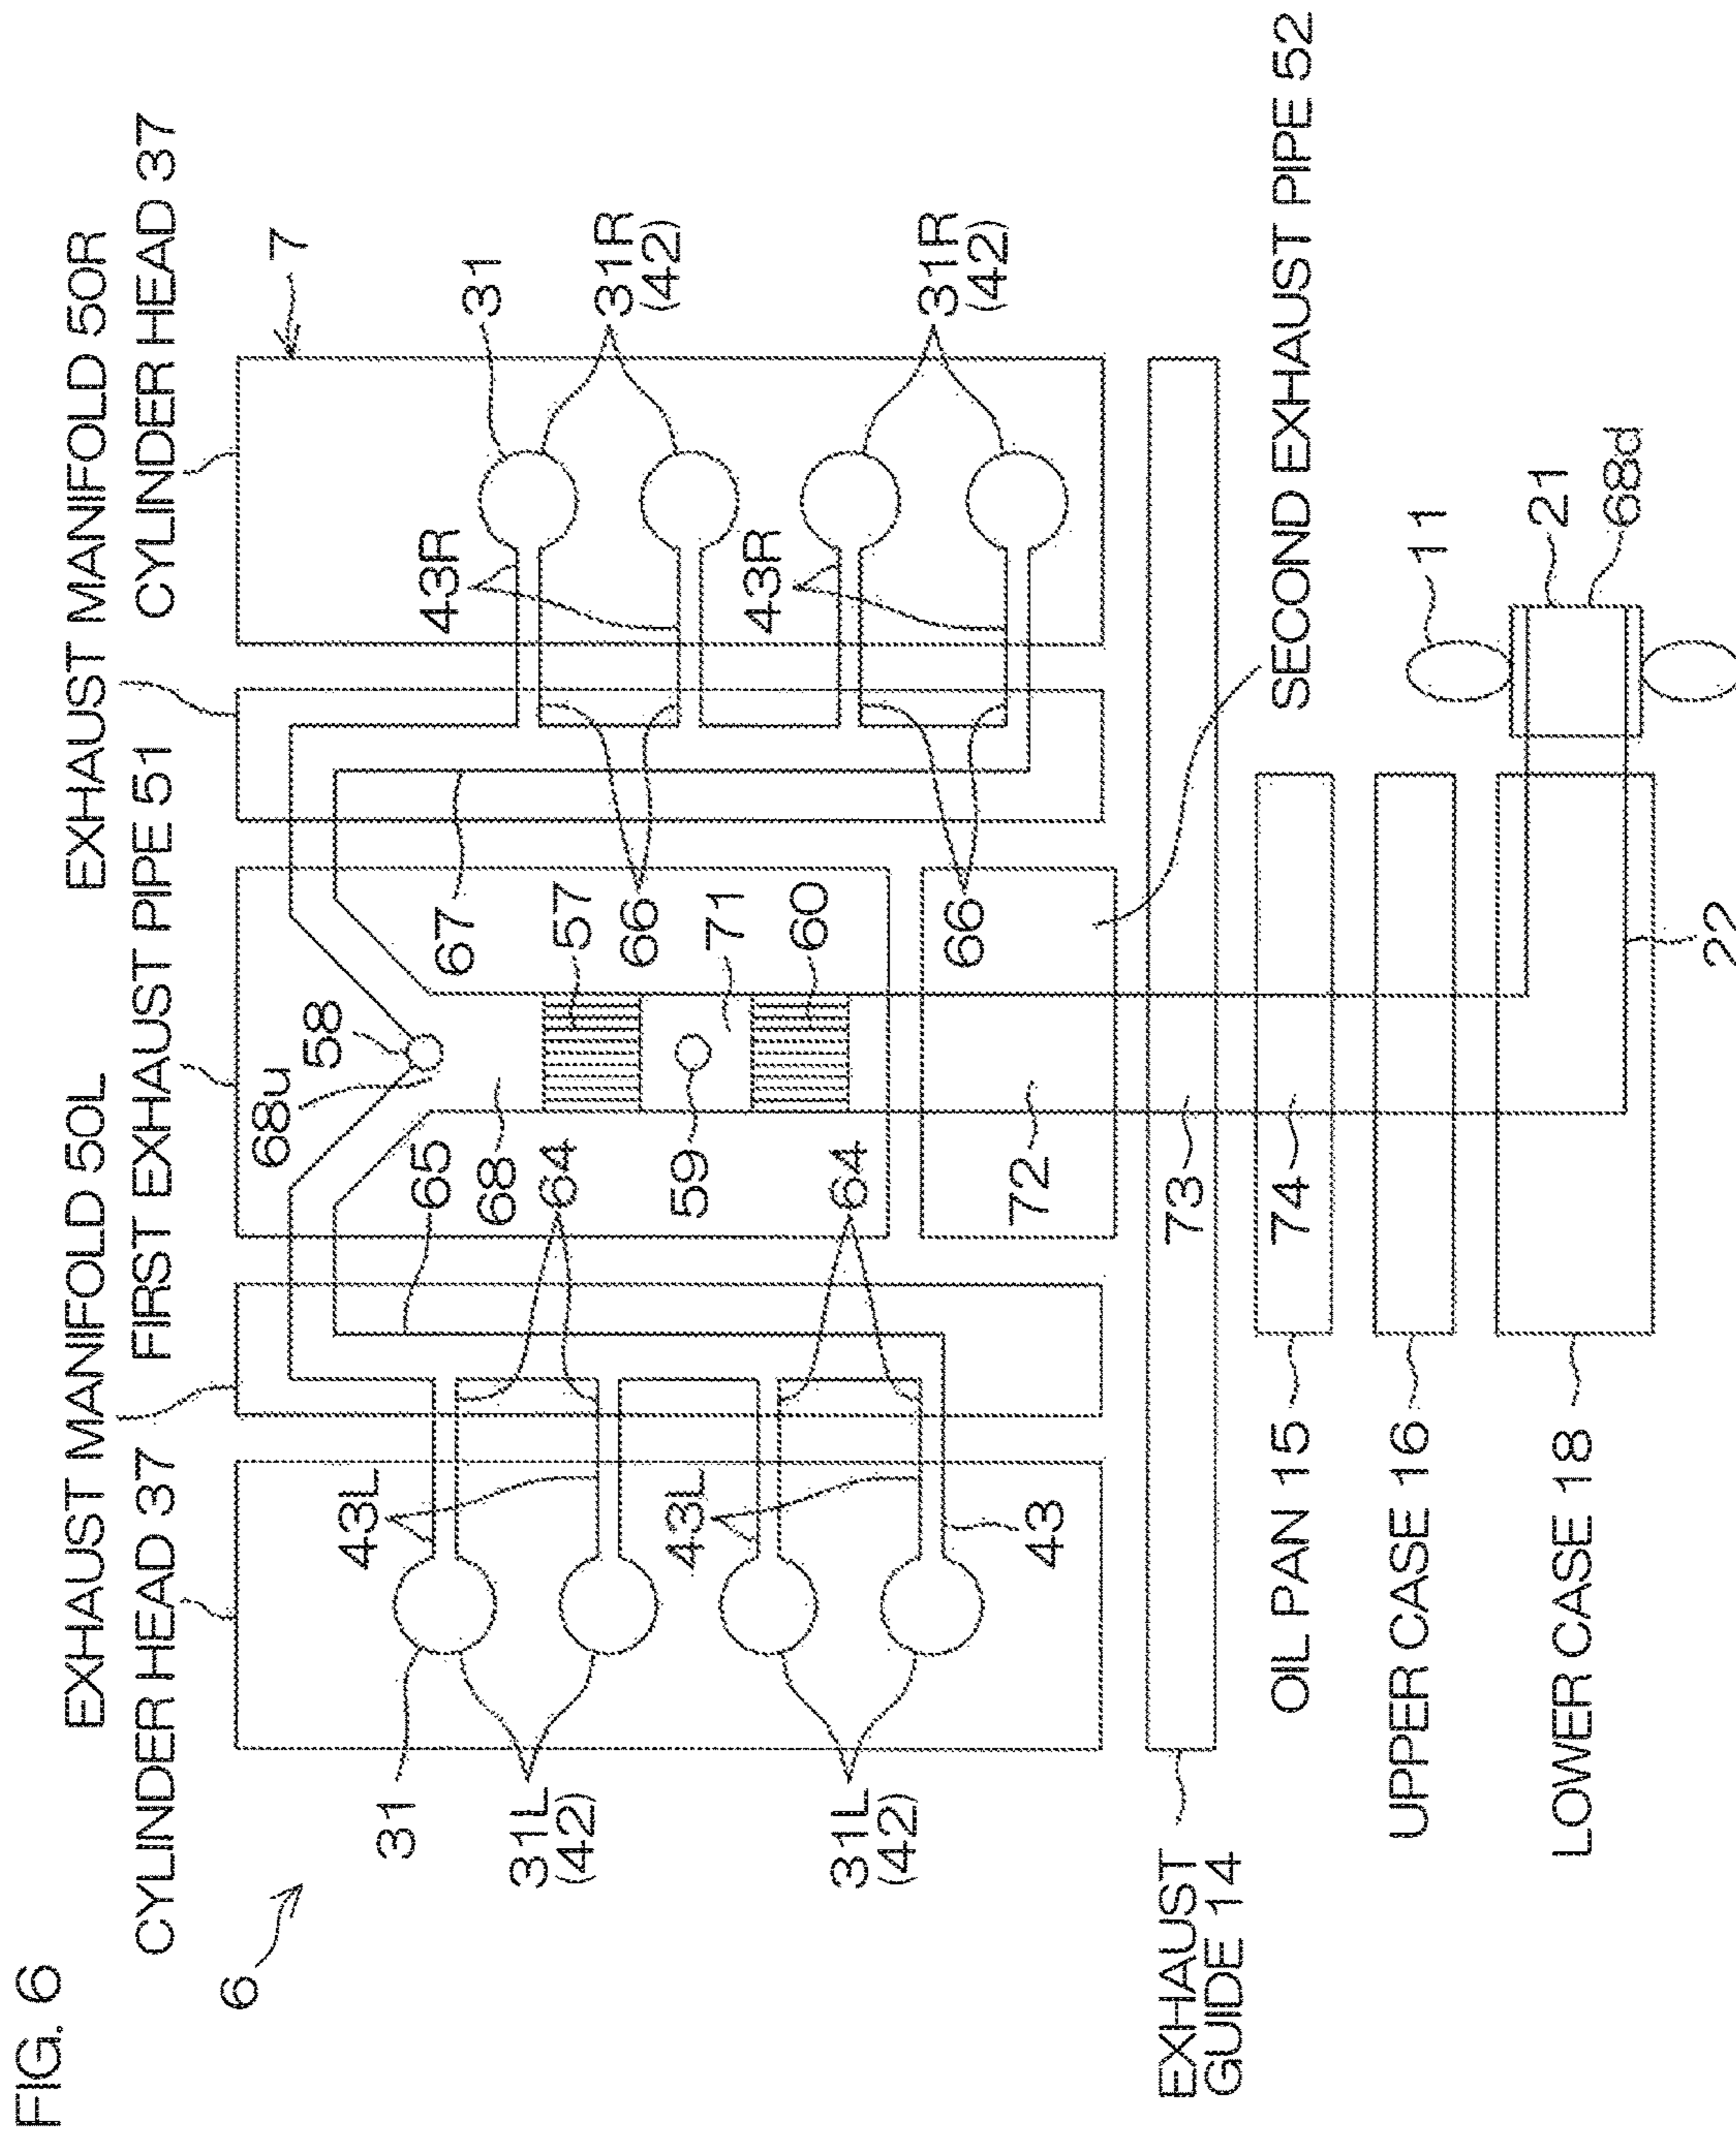 FIG. 6
EXHAUST MANIFOLD 50L
EXHAUST MANIFOLD 50R
CYLINDER HEAD 37
FIRST EXHAUST PIPE 51
CYLINDER HEAD 37
6
7
68u
58
31
31
31L
(42)
31L
(42)
43L
43L
43
65
68
64
59
64
67
57
66
71
60
66
43R
43R
31R
(42)
31R
(42)
72
73
74
EXHAUST
GUIDE 14
SECOND EXHAUST PIPE 52
OIL PAN 15
UPPER CASE 16
LOWER CASE 18
11
21
68d
22